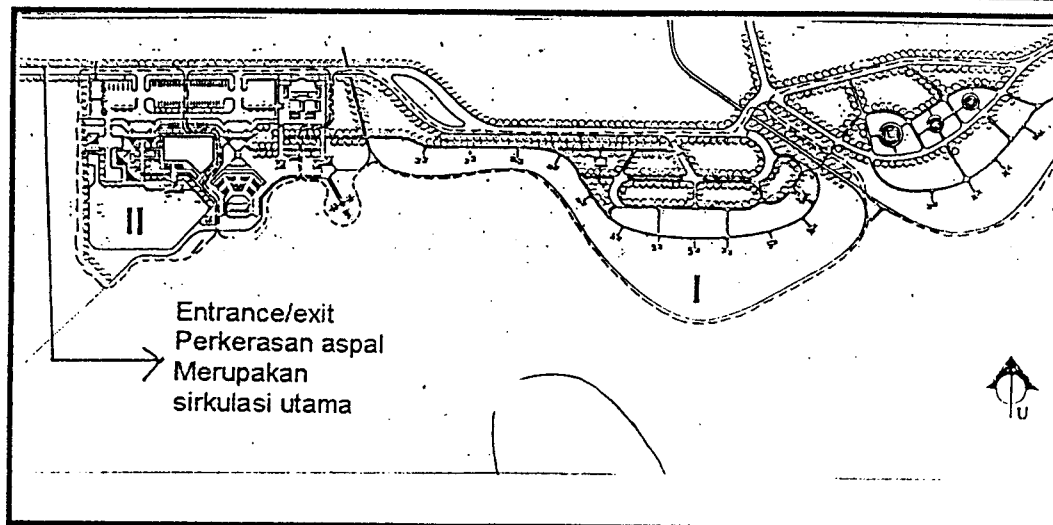 II
I
Entrance/exit
Perkerasan aspal
Merupakan
sirkulasi utama
U